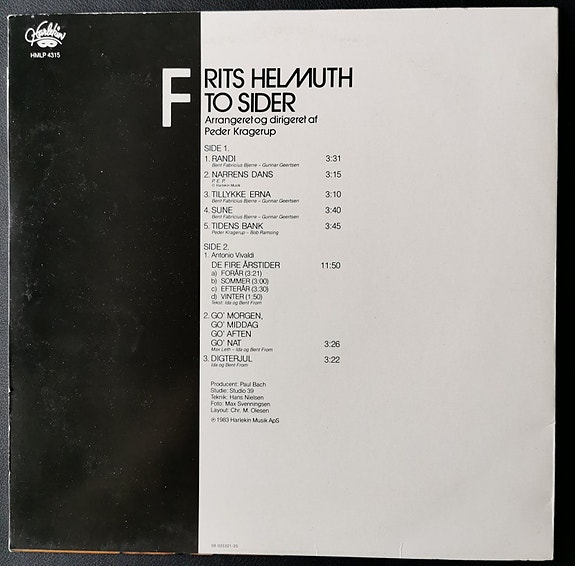 Harlekin
HMLP 4315
FRITS HELMUTH
TO SIDER
Arrangeret og dirigeret af
Peder Kragerup
SIDE 1.
1. RANDI 3:31
Bent Fabricius Bjerre – Gunnar Geertsen
2. NARRENS DANS 3:15
P. E. P.
© Harlekin Musik
3. TILLYKKE ERNA 3:10
Bent Fabricius Bjerre – Gunnar Geertsen
4. SUNE 3:40
Bent Fabricius Bjerre – Gunnar Geertsen
5. TIDENS BANK 3:45
Peder Kragerup – Bob Ramsing
SIDE 2.
1. Antonio Vivaldi
DE FIRE ÅRSTIDER 11:50
a) FORÅR (3:21)
b) SOMMER (3:00)
c) EFTERÅR (3:30)
d) VINTER (1:50)
Tekst: Ida og Bent From
2. GO' MORGEN,
GO' MIDDAG
GO' AFTEN
GO' NAT 3:26
Max Leth – Ida og Bent From
3. DIGTERJUL 3:22
Ida og Bent From
Producent: Paul Bach
Studie: Studio 39
Teknik: Hans Nielsen
Foto: Max Svenningsen
Layout: Chr. M. Olesen
℗ 1983 Harlekin Musik ApS